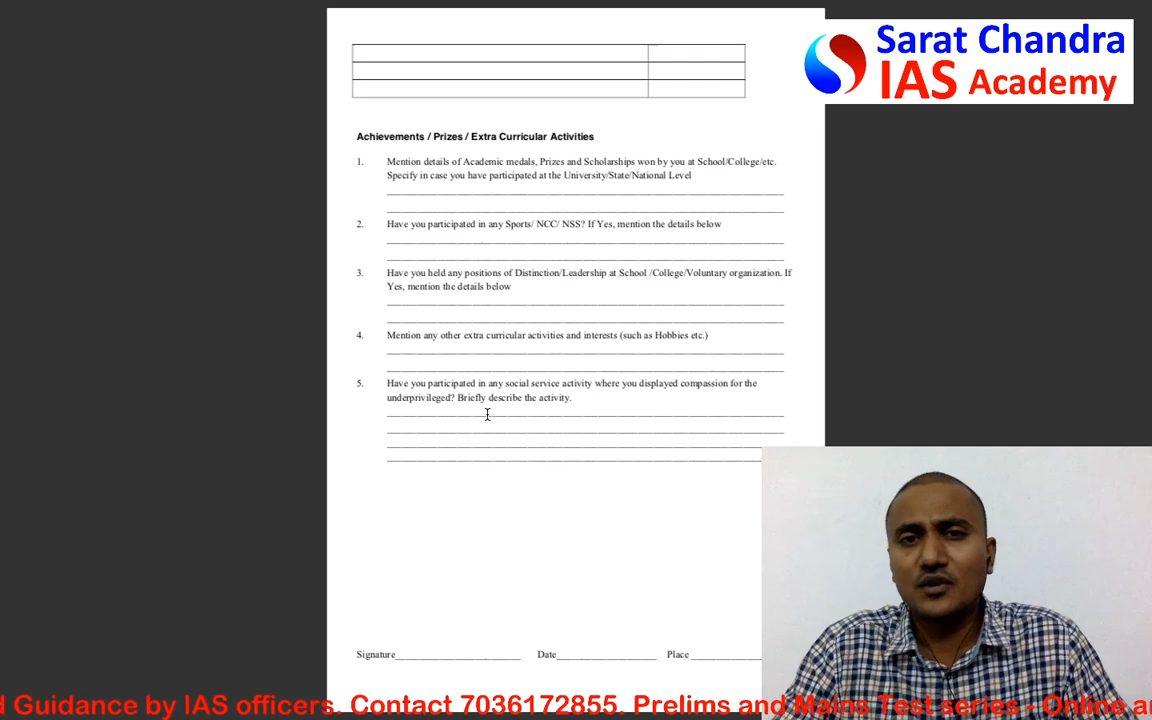 Sarat Chandra
IAS Academy
Achievements / Prizes / Extra Curricular Activities
1. Mention details of Academic medals, Prizes and Scholarships won by you at School/College/etc.
Specify in case you have participated at the University/State/National Level
2. Have you participated in any Sports/ NCC/ NSS? If Yes, mention the details below
3. Have you held any positions of Distinction/Leadership at School /College/Voluntary organization. If
Yes, mention the details below
4. Mention any other extra curricular activities and interests (such as Hobbies etc.)
5. Have you participated in any social service activity where you displayed compassion for the
underprivileged? Briefly describe the activity.
Signature____________________ Date________________ Place ____________
Guidance by IAS officers. Contact 7036172855. Prelims and Mains Test series - Online